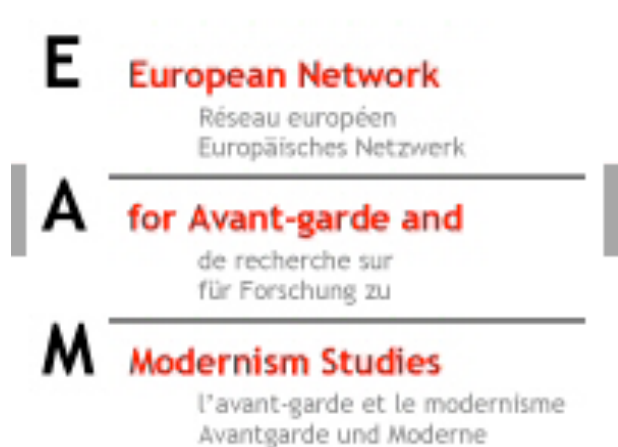 E European Network
Réseau européen
Europäisches Netzwerk
A for Avant-garde and
de recherche sur
für Forschung zu
M Modernism Studies
l'avant-garde et le modernisme
Avantgarde und Moderne